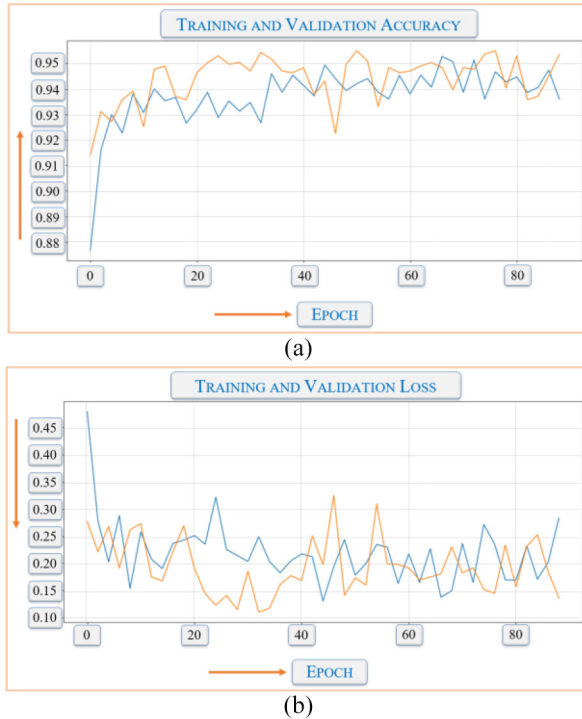 TRAINING AND VALIDATION ACCURACY
0.95
0.94
0.93
0.92
0.91
0.90
0.89
0.88
0 20 40 60 80
EPOCH
(a)
TRAINING AND VALIDATION LOSS
0.45
0.40
0.35
0.30
0.25
0.20
0.15
0.10
0 20 40 60 80
EPOCH
(b)